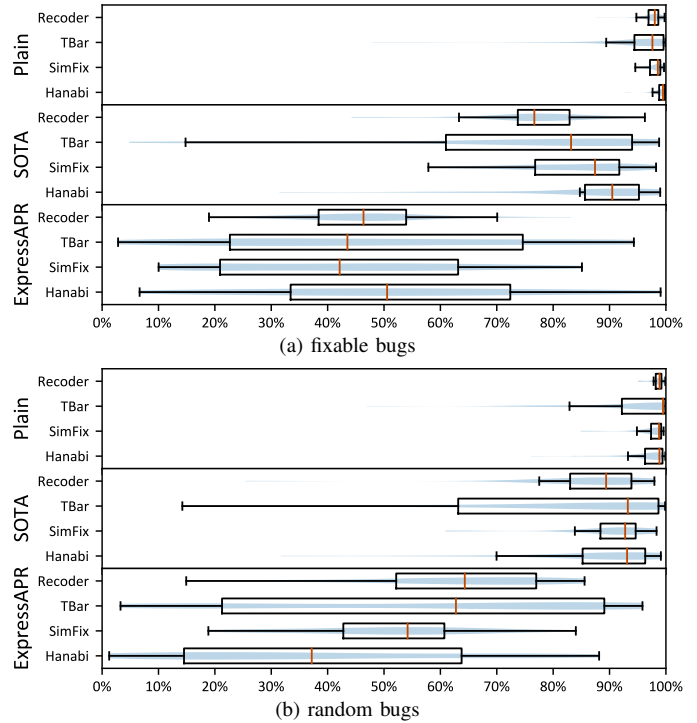 Plain
Recoder
TBar
SimFix
Hanabi
SOTA
Recoder
TBar
SimFix
Hanabi
ExpressAPR
Recoder
TBar
SimFix
Hanabi
0% 10% 20% 30% 40% 50% 60% 70% 80% 90% 100%
(a) fixable bugs
Plain
Recoder
TBar
SimFix
Hanabi
SOTA
Recoder
TBar
SimFix
Hanabi
ExpressAPR
Recoder
TBar
SimFix
Hanabi
0% 10% 20% 30% 40% 50% 60% 70% 80% 90% 100%
(b) random bugs